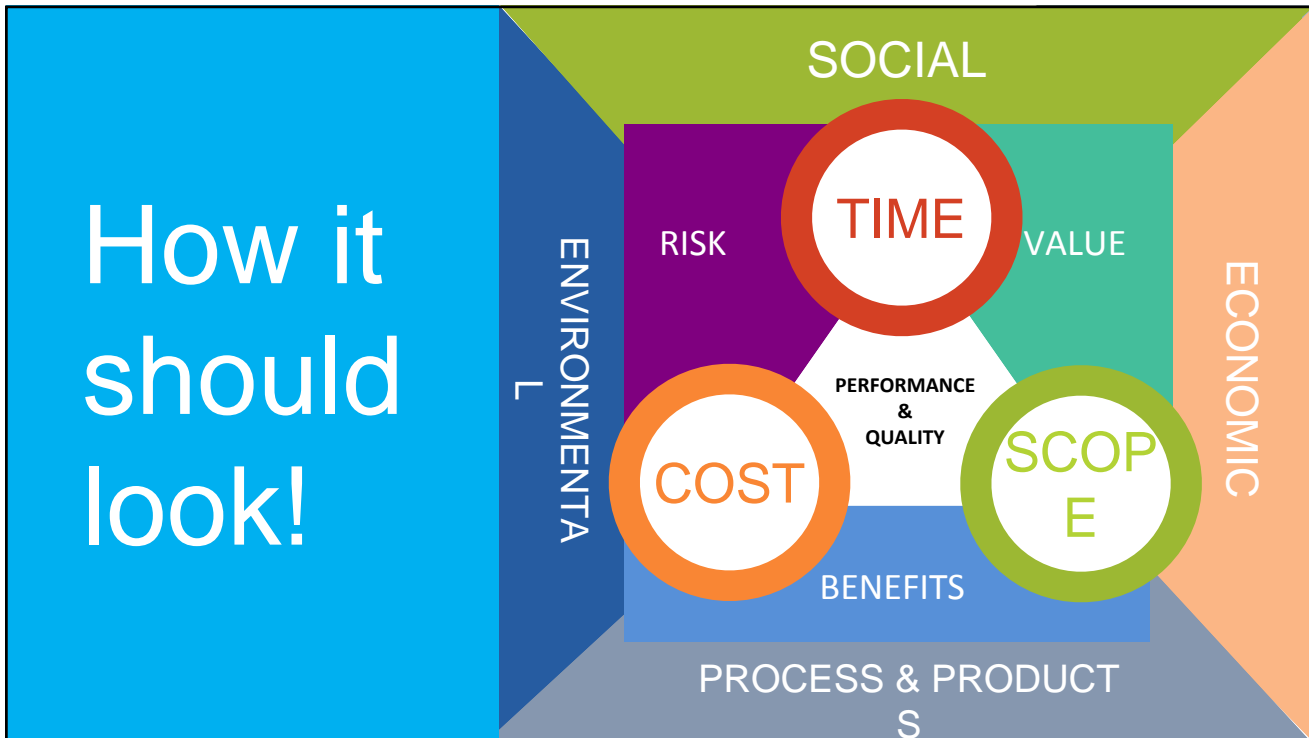 How it
should
look!
SOCIAL
ENVIRONMENTA
L
RISK
TIME
VALUE
ECONOMIC
PERFORMANCE
&
QUALITY
COST
SCOP
E
BENEFITS
PROCESS & PRODUCT
S